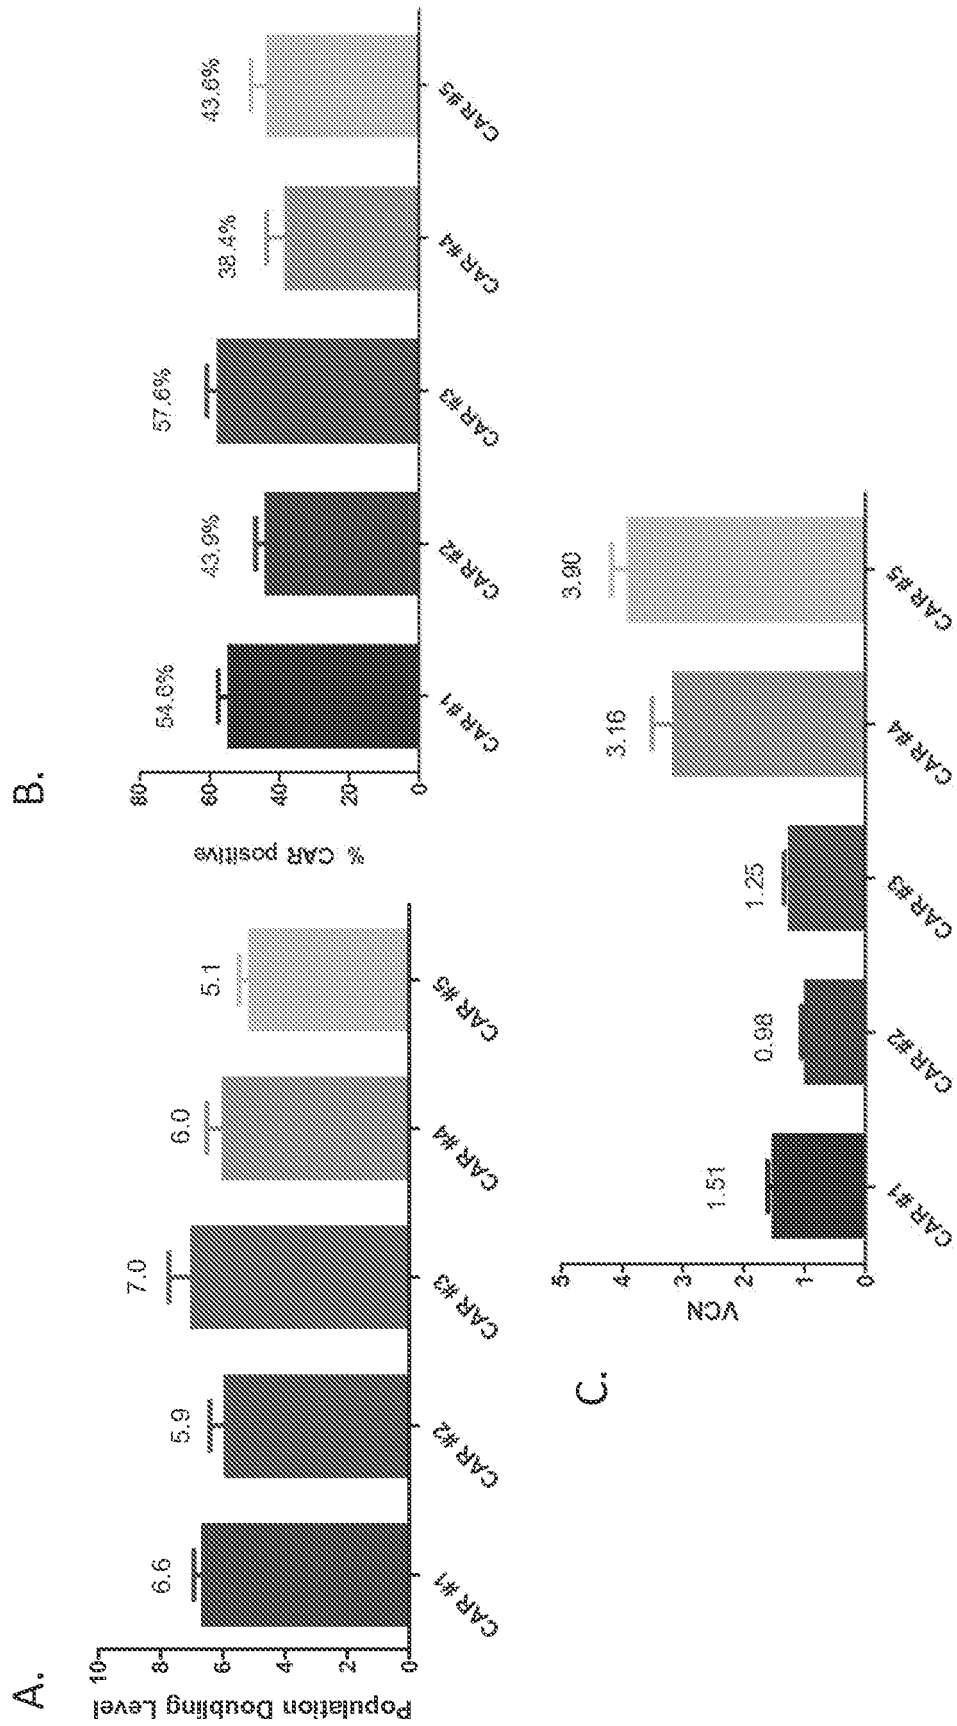 A.
Population Doubling Level
10
8
6
4
2
0
6.6
5.9
7.0
6.0
5.1
CAR #1
CAR #2
CAR #3
CAR #4
CAR #5
B.
% CAR positive
80
60
40
20
0
54.8%
43.9%
57.6%
38.4%
43.6%
CAR #1
CAR #2
CAR #3
CAR #4
CAR #5
C.
VCN
5
4
3
2
1
0
1.51
0.98
1.25
3.16
3.90
CAR #1
CAR #2
CAR #3
CAR #4
CAR #5